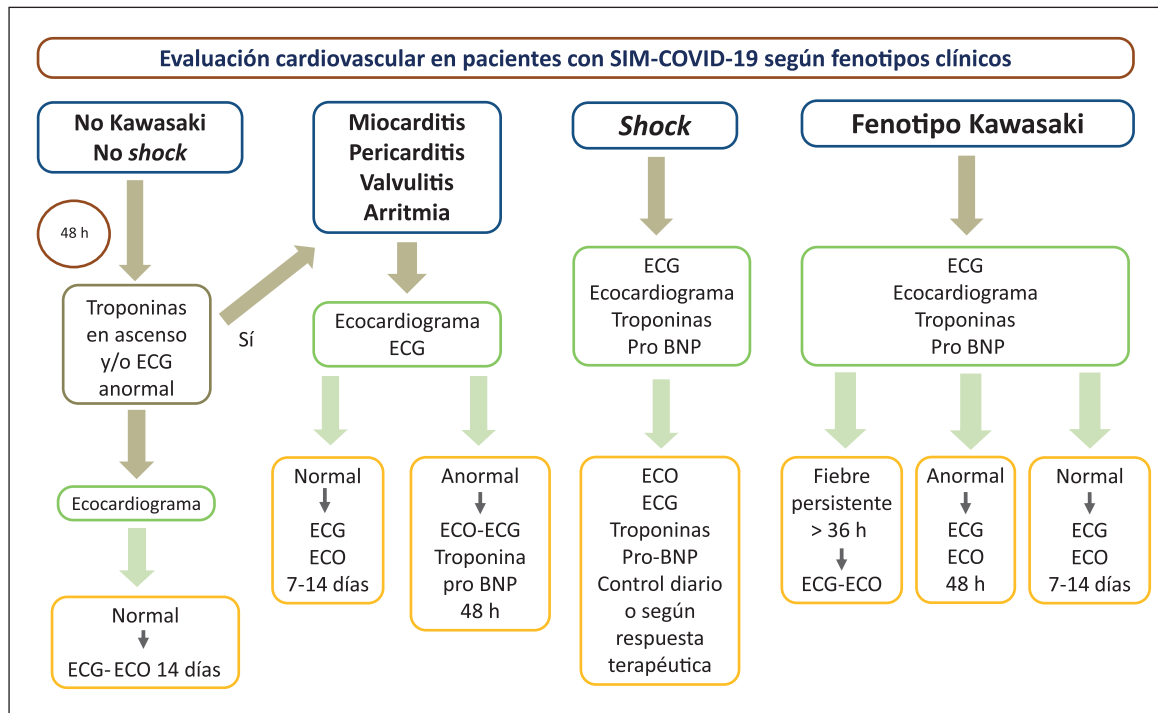 Evaluación cardiovascular en pacientes con SIM-COVID-19 según fenotipos clínicos
No Kawasaki
No shock
48 h
Troponinas
en ascenso
y/o ECG
anormal
Sí
Ecocardiograma
Normal
ECG-ECO 14 días
Miocarditis
Pericarditis
Valvulitis
Arritmia
Ecocardiograma
ECG
Normal
ECG
ECO
7-14 días
Anormal
ECO-ECG
Troponina
pro BNP
48 h
Shock
ECG
Ecocardiograma
Troponinas
Pro BNP
ECO
ECG
Troponinas
Pro-BNP
Control diario
o según
respuesta
terapéutica
Fenotipo Kawasaki
ECG
Ecocardiograma
Troponinas
Pro BNP
Fiebre
persistente
> 36 h
ECG-ECO
Anormal
ECG
ECO
48 h
Normal
ECG
ECO
7-14 días